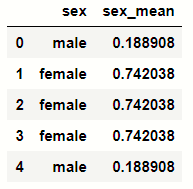 sex sex_mean
0 male 0.188908
1 female 0.742038
2 female 0.742038
3 female 0.742038
4 male 0.188908